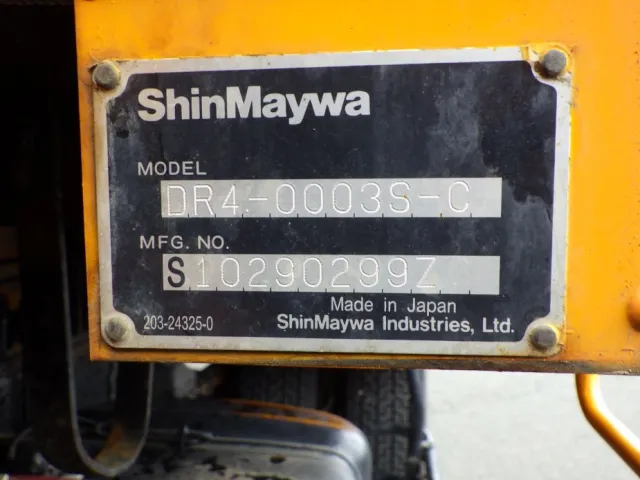 ShinMaywa
MODEL
DR4-0003S-C
MFG. NO.
S10290299Z
Made in Japan
203-24325-0
ShinMaywa Industries, Ltd.